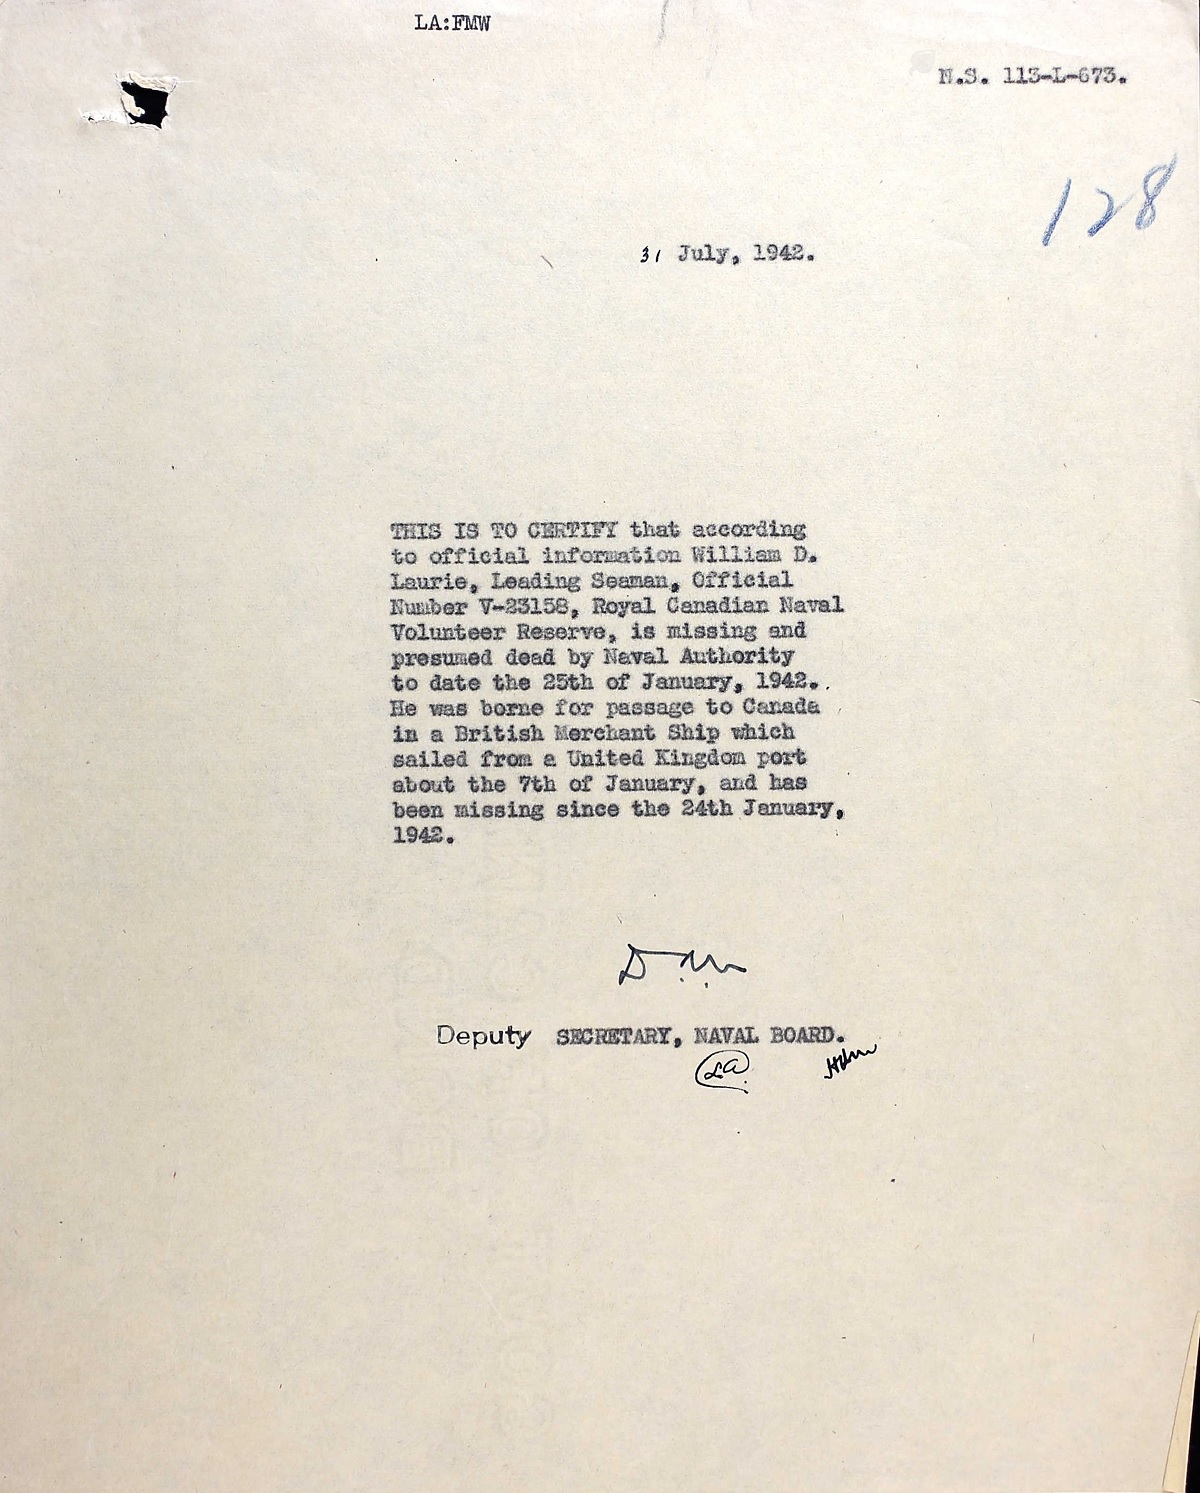 LA:FMW
N.S. 113-L-673.
128
31 July, 1942.
THIS IS TO CERTIFY that according
to official information William D.
Laurie, Leading Seaman, Official
Number V-23158, Royal Canadian Naval
Volunteer Reserve, is missing and
presumed dead by Naval Authority
to date the 25th of January, 1942.
He was borne for passage to Canada
in a British Merchant Ship which
sailed from a United Kingdom port
about the 7th of January, and has
been missing since the 24th January,
1942.
Deputy SECRETARY, NAVAL BOARD.
LA